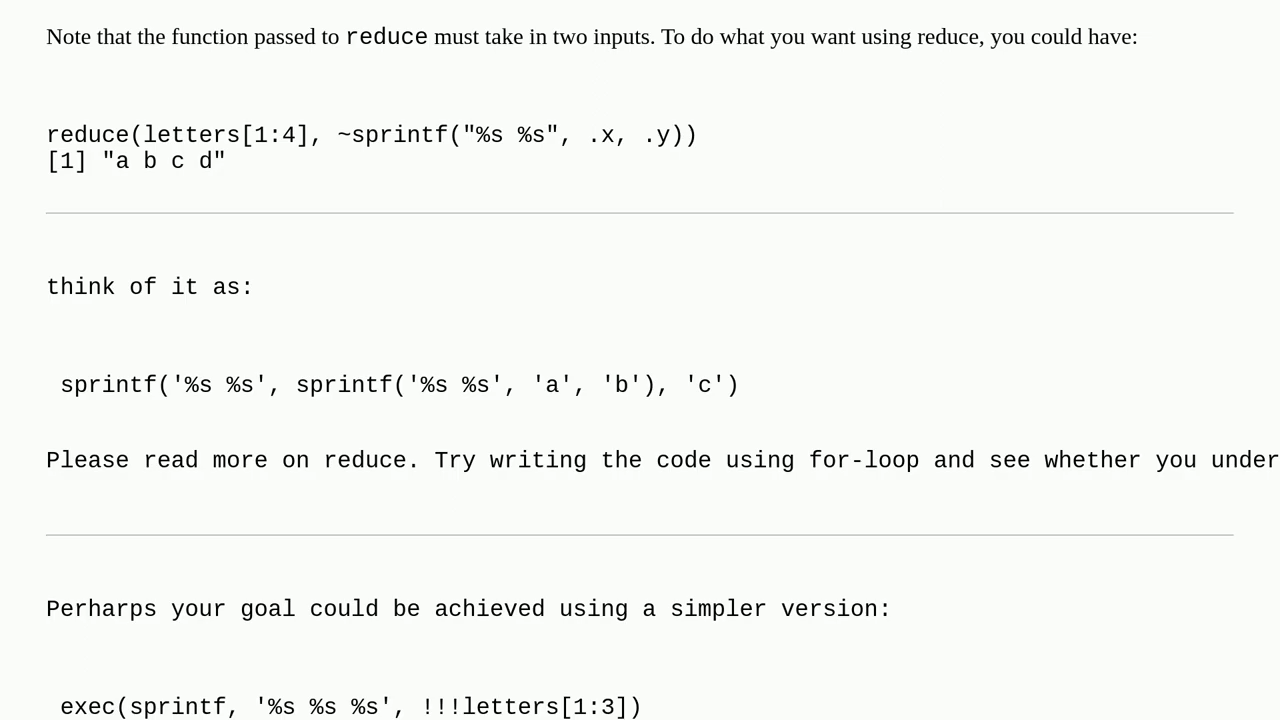 Note that the function passed to reduce must take in two inputs. To do what you want using reduce, you could have:
reduce(letters[1:4], ~sprintf("%s %s", .x, .y))
[1] "a b c d"
think of it as:
sprintf('%s %s', sprintf('%s %s', 'a', 'b'), 'c')
Please read more on reduce. Try writing the code using for-loop and see whether you under
Perharps your goal could be achieved using a simpler version:
exec(sprintf, '%s %s %s', !!!letters[1:3])